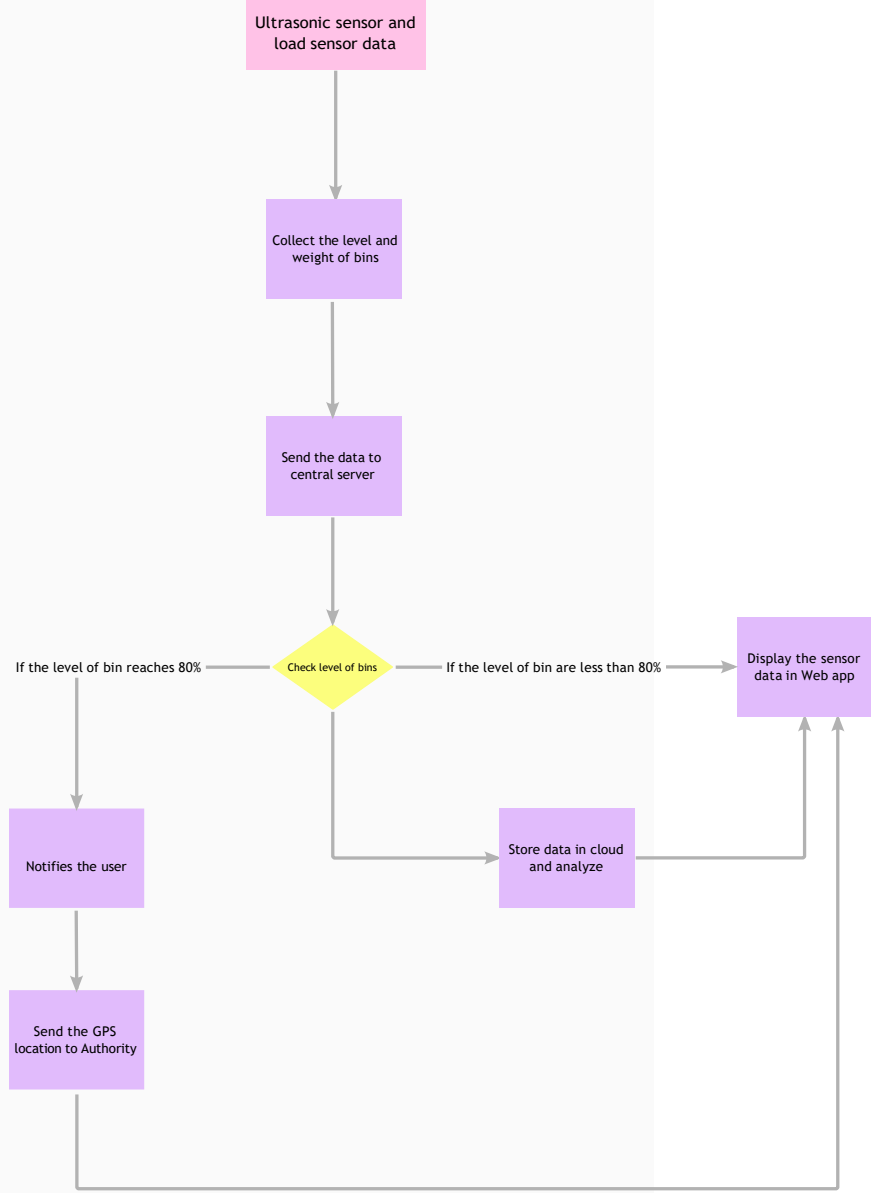 Ultrasonic sensor and
load sensor data
Collect the level and
weight of bins
Send the data to
central server
If the level of bin reaches 80%
Check level of bins
If the level of bin are less than 80%
Display the sensor
data in Web app
Notifies the user
Store data in cloud
and analyze
Send the GPS
location to Authority